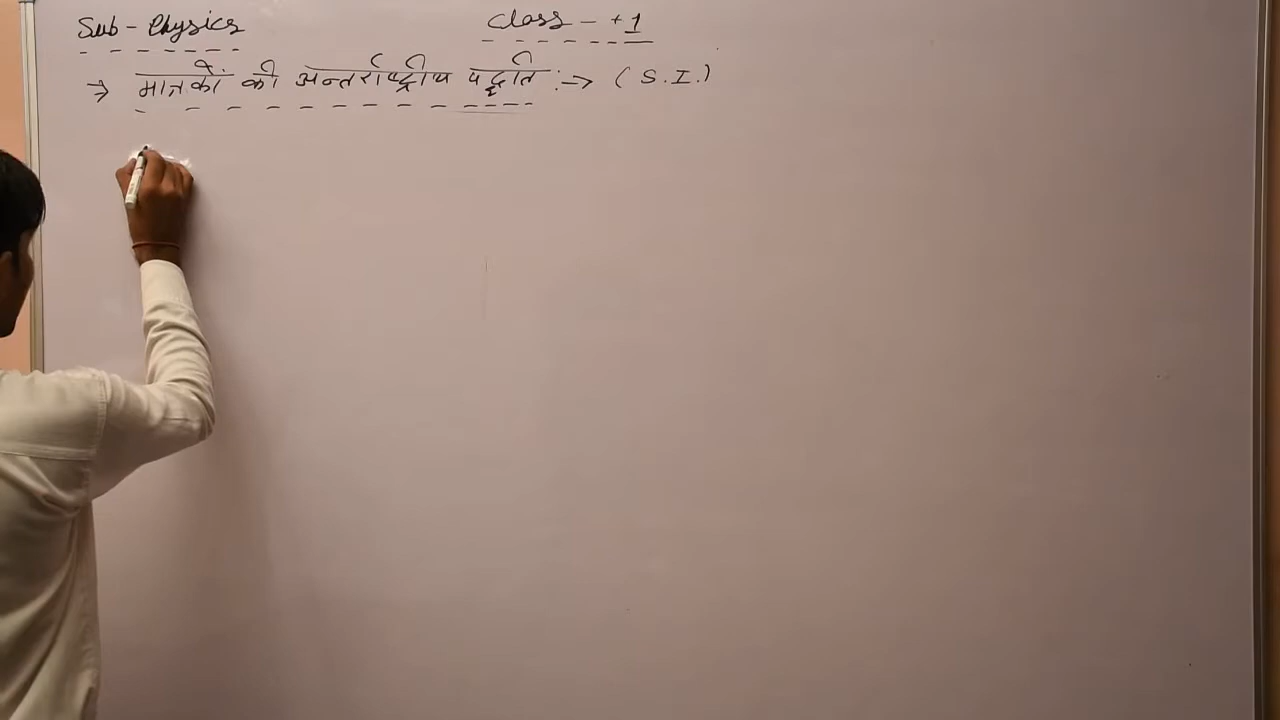 Sub - Physics Class - +1
⇒ मात्रकों की अन्तर्राष्ट्रीय पद्धति :→ ( S.I.)